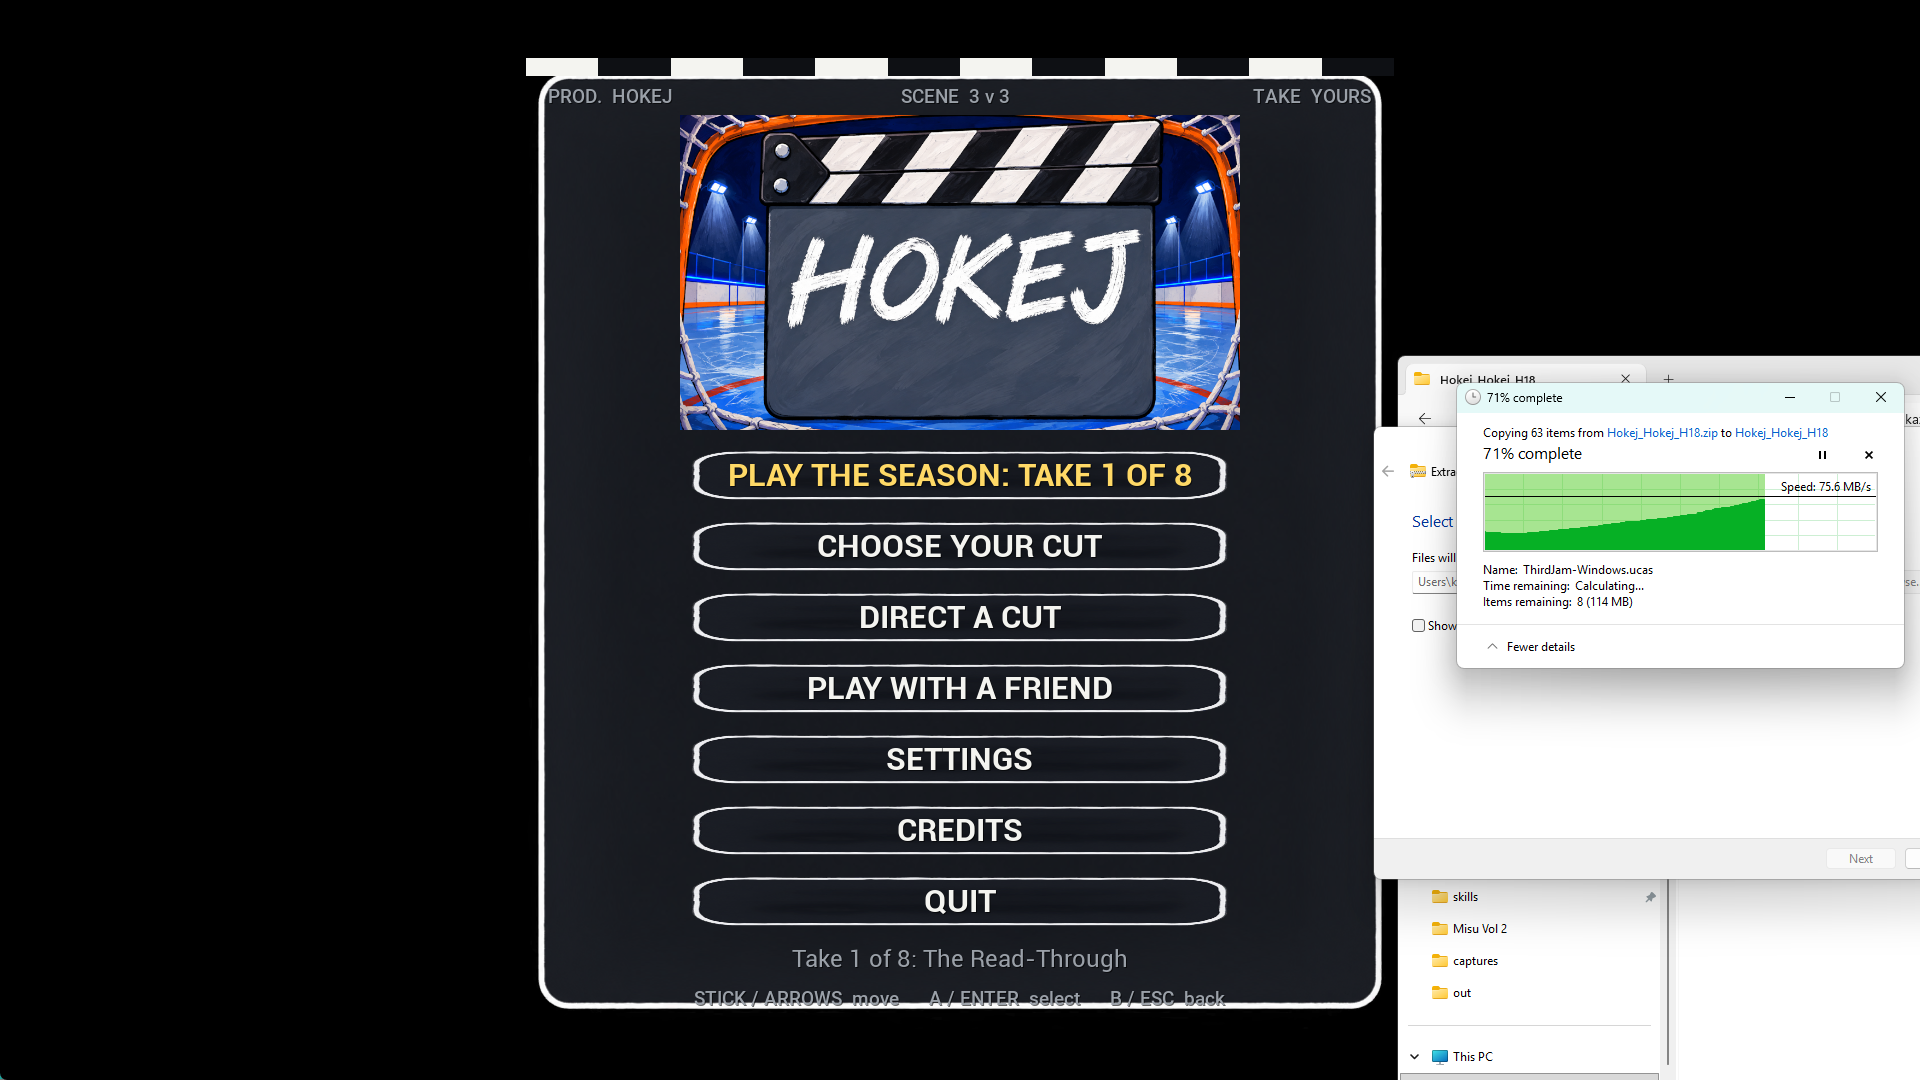 PROD. HOKEJ SCENE 3 v 3 TAKE YOURS
HOKEJ
PLAY THE SEASON: TAKE 1 OF 8
CHOOSE YOUR CUT
DIRECT A CUT
PLAY WITH A FRIEND
SETTINGS
CREDITS
QUIT
Take 1 of 8: The Read-Through
STICK / ARROWS move A / ENTER select B / ESC back
Hokej_Hokej_H18
71% complete
Copying 63 items from Hokej_Hokej_H18.zip to Hokej_Hokej_H18
71% complete
Speed: 75.6 MB/s
Name: ThirdJam-Windows.ucas
Time remaining: Calculating...
Items remaining: 8 (114 MB)
Fewer details
Select
Files will
Show
Next
skills
Misu Vol 2
captures
out
This PC